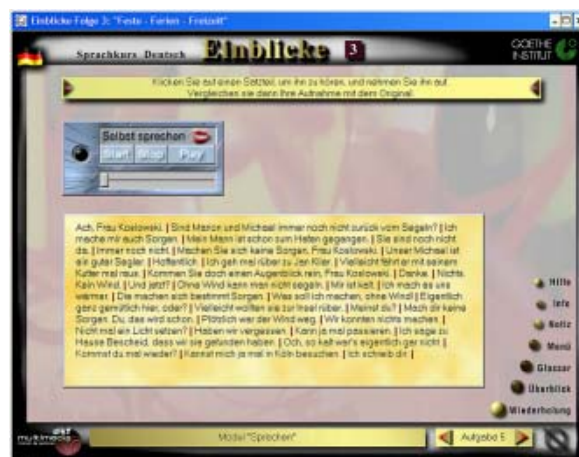 Einblicke Folge 3: "Feste - Ferien - Freizeit"
Sprachkurs Deutsch Einblicke 3
GOETHE
INSTITUT
Klicken Sie auf einen Satzteil, um ihn zu hören, und nehmen Sie ihn auf.
Vergleichen sie dann Ihre Aufnahme mit dem Original.
Selbst sprechen
Start Stop Play
Ach, Frau Koslowski. | Sind Marion und Michael immer noch nicht zurück vom Segeln? | Ich
mache mir auch Sorgen. | Mein Mann ist schon zum Hafen gegangen. | Sie sind noch nicht
da. | Immer noch nicht. | Machen Sie sich keine Sorgen, Frau Koslowski. | Unser Michael ist
ein guter Segler. | Hoffentlich. | Ich geh mal rüber zu Jan Klier. | Vielleicht fährt er mit seinem
Kutter mal raus. | Kommen Sie doch einen Augenblick rein, Frau Koslowski. | Danke. | Nichts.
Kein Wind. | Und jetzt? | Ohne Wind kann man nicht segeln. | Mir ist kalt. | Ich mach es uns
wärmer. | Die machen sich bestimmt Sorgen. | Was soll ich machen, ohne Wind! | Eigentlich
ganz gemütlich hier, oder? | Vielleicht wollten sie zur Insel rüber. | Meinst du? | Mach dir keine
Sorgen. Du, das wird schon. | Plötzlich war der Wind weg. | Wir konnten nichts machen. |
Nicht mal ein Licht setzen? | Haben wir vergessen. | Kann ja mal passieren. | Ich sage zu
Hause Bescheid, dass wir sie gefunden haben. | Och, so kalt war's eigentlich gar nicht. |
Kommst du mal wieder? | Kannst mich ja mal in Köln besuchen. | Ich schreib dir. |
Hilfe
Info
Notiz
Menü
Glossar
Überblick
Wiederholung
multimedia
Modul "Sprechen"
Aufgabe 5